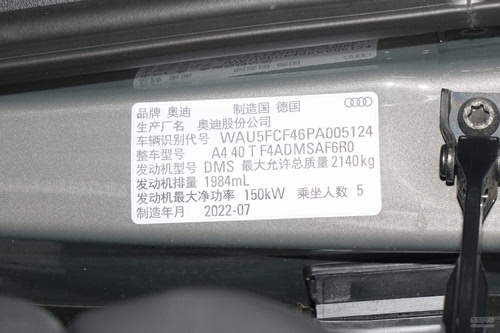 品牌 奥迪 制造国 德国
生产厂名 奥迪股份公司
车辆识别代号 WAU5FCF46PA005124
整车型号 A4 40 T F4ADMSAF6R0
发动机型号 DMS 最大允许总质量 2140kg
发动机排量 1984mL
发动机最大净功率 150kW 乘坐人数 5
制造年月 2022-07